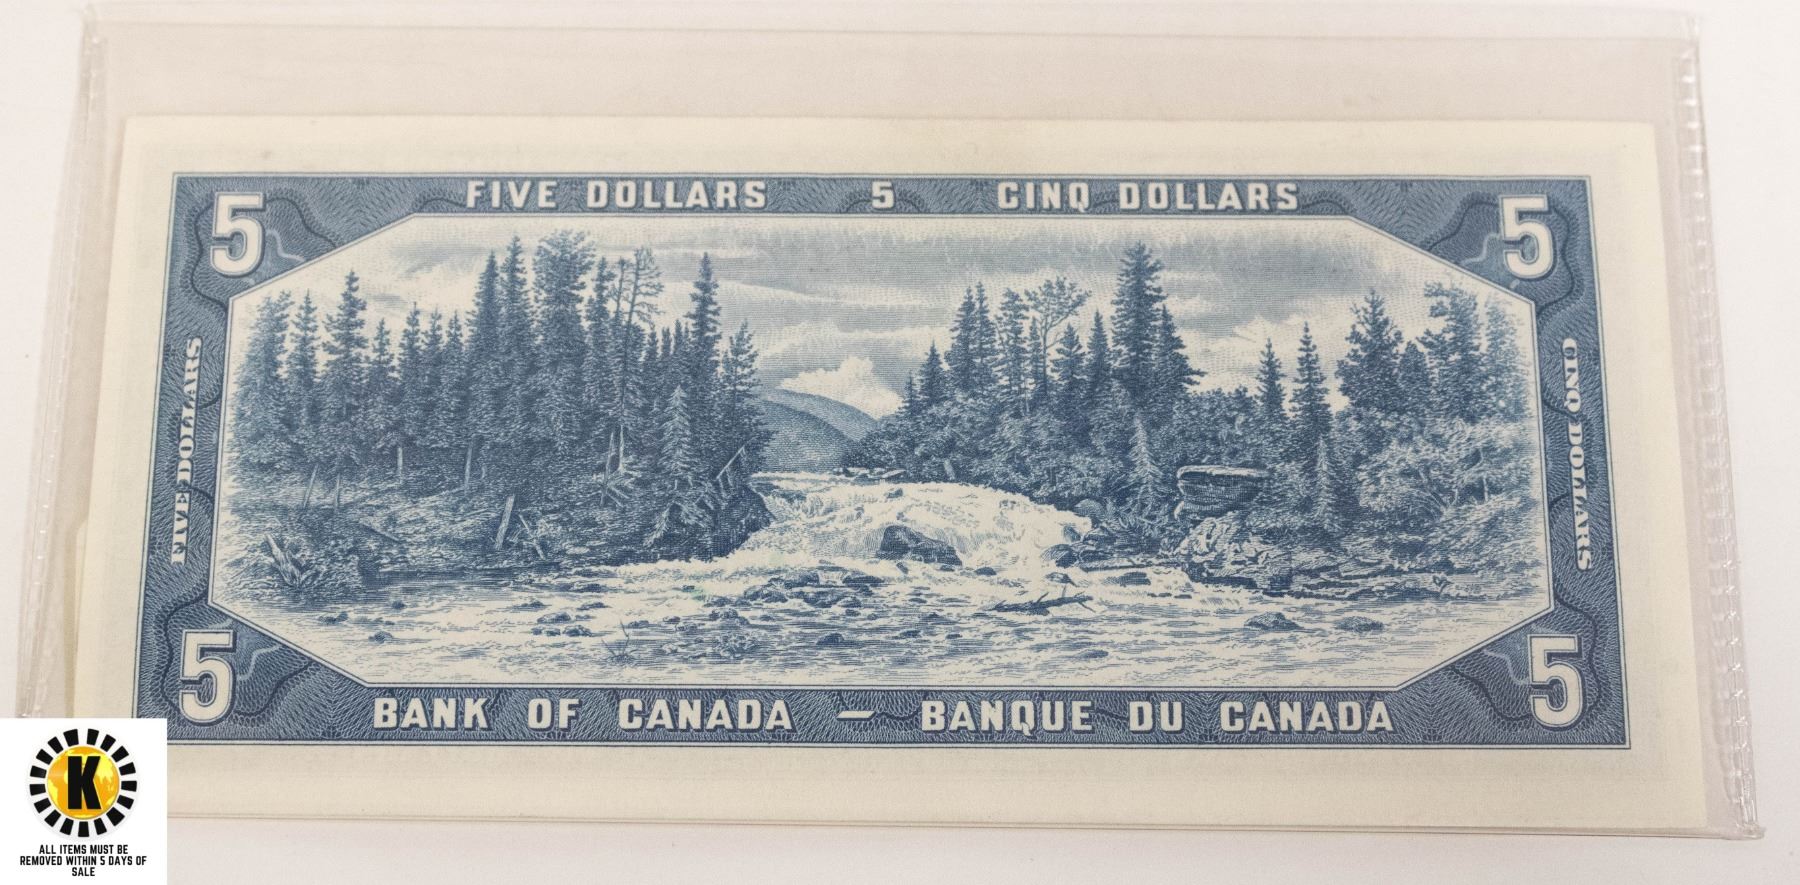 FIVE DOLLARS 5 CINQ DOLLARS
5 5
FIVE DOLLARS
CINQ DOLLARS
5 5
BANK OF CANADA – BANQUE DU CANADA
K
ALL ITEMS MUST BE
REMOVED WITHIN 5 DAYS OF
SALE